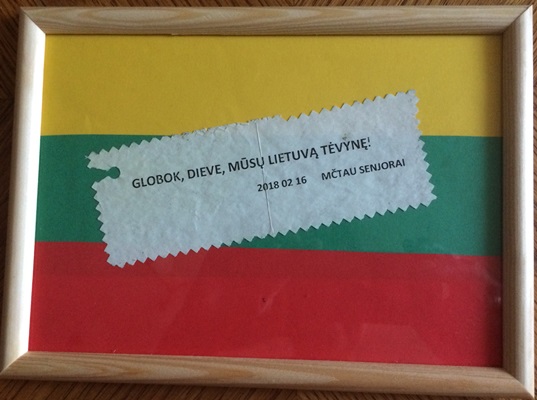 GLOBOK, DIEVE, MŪSŲ LIETUVĄ TĖVYNĘ!
2018 02 16 MČTAU SENJORAI